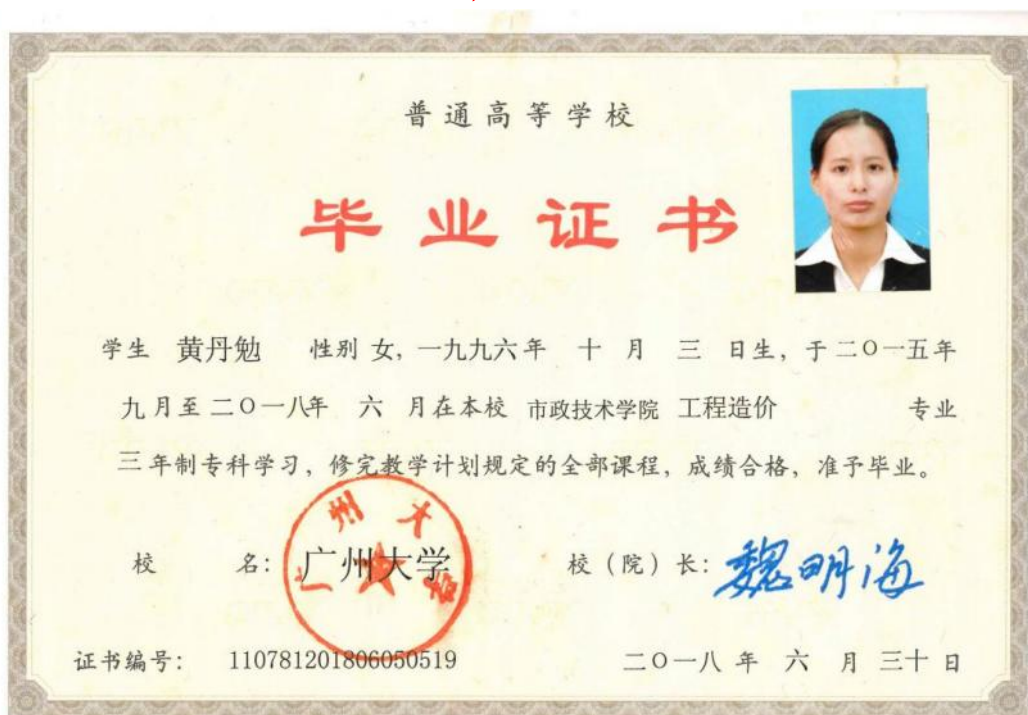 普通高等学校
毕业证书
学生 黄丹勉 性别 女, 一九九六年 十 月 三 日生, 于二〇一五年
九月至二〇一八年 六 月在本校 市政技术学院 工程造价 专业
三年制专科学习, 修完教学计划规定的全部课程, 成绩合格, 准予毕业。
校 名: 广州大学 校（院）长: 魏明海
广州大学
证书编号: 110781201806050519 二〇一八 年 六 月 三十 日